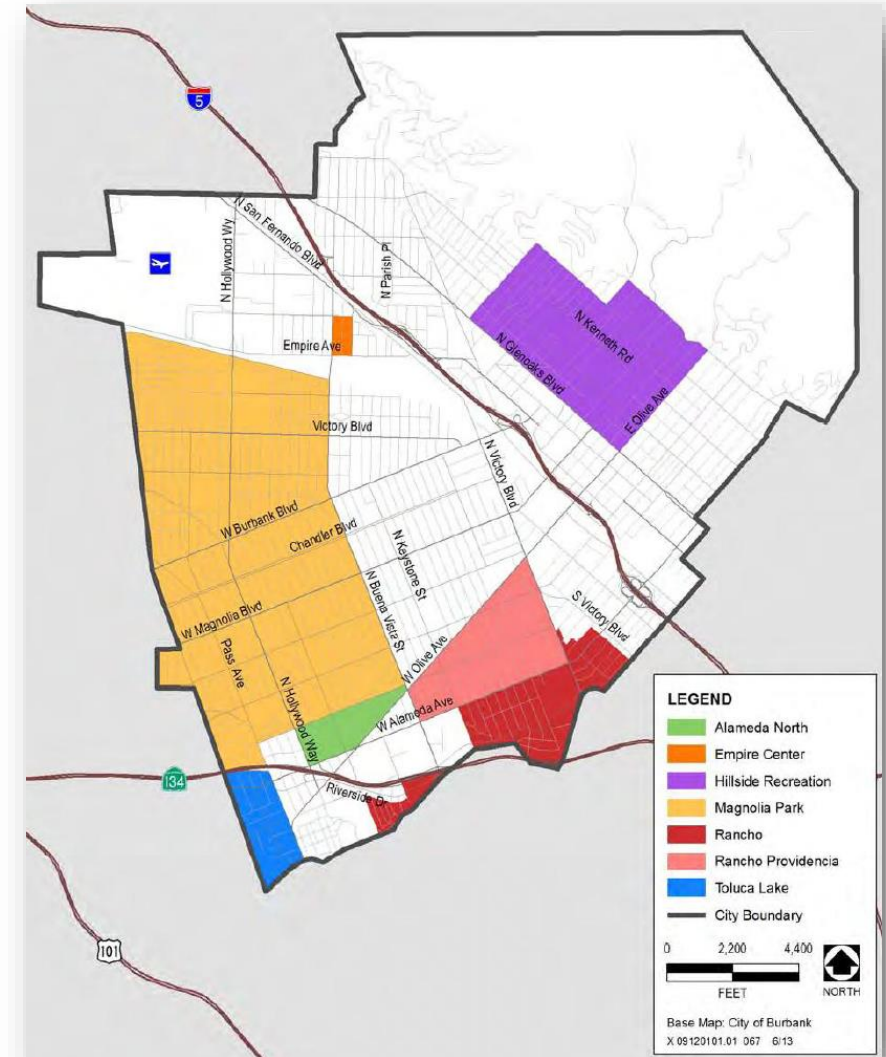 5
N San Fernando Blvd
N Hollywood Wy
N Parish Pl
Empire Ave
N Kenneth Rd
N Glenoaks Blvd
E Olive Ave
Victory Blvd
N Victory Blvd
W Burbank Blvd
Chandler Blvd
N Keystone St
N Buena Vista St
S Victory Blvd
W Magnolia Blvd
Pass Ave
W Olive Ave
N Hollywood Way
W Alameda Ave
134
Riverside Dr
101
LEGEND
Alameda North
Empire Center
Hillside Recreation
Magnolia Park
Rancho
Rancho Providencia
Toluca Lake
City Boundary
0 2,200 4,400
FEET
NORTH
Base Map: City of Burbank
X 09120101.01 067 6/13